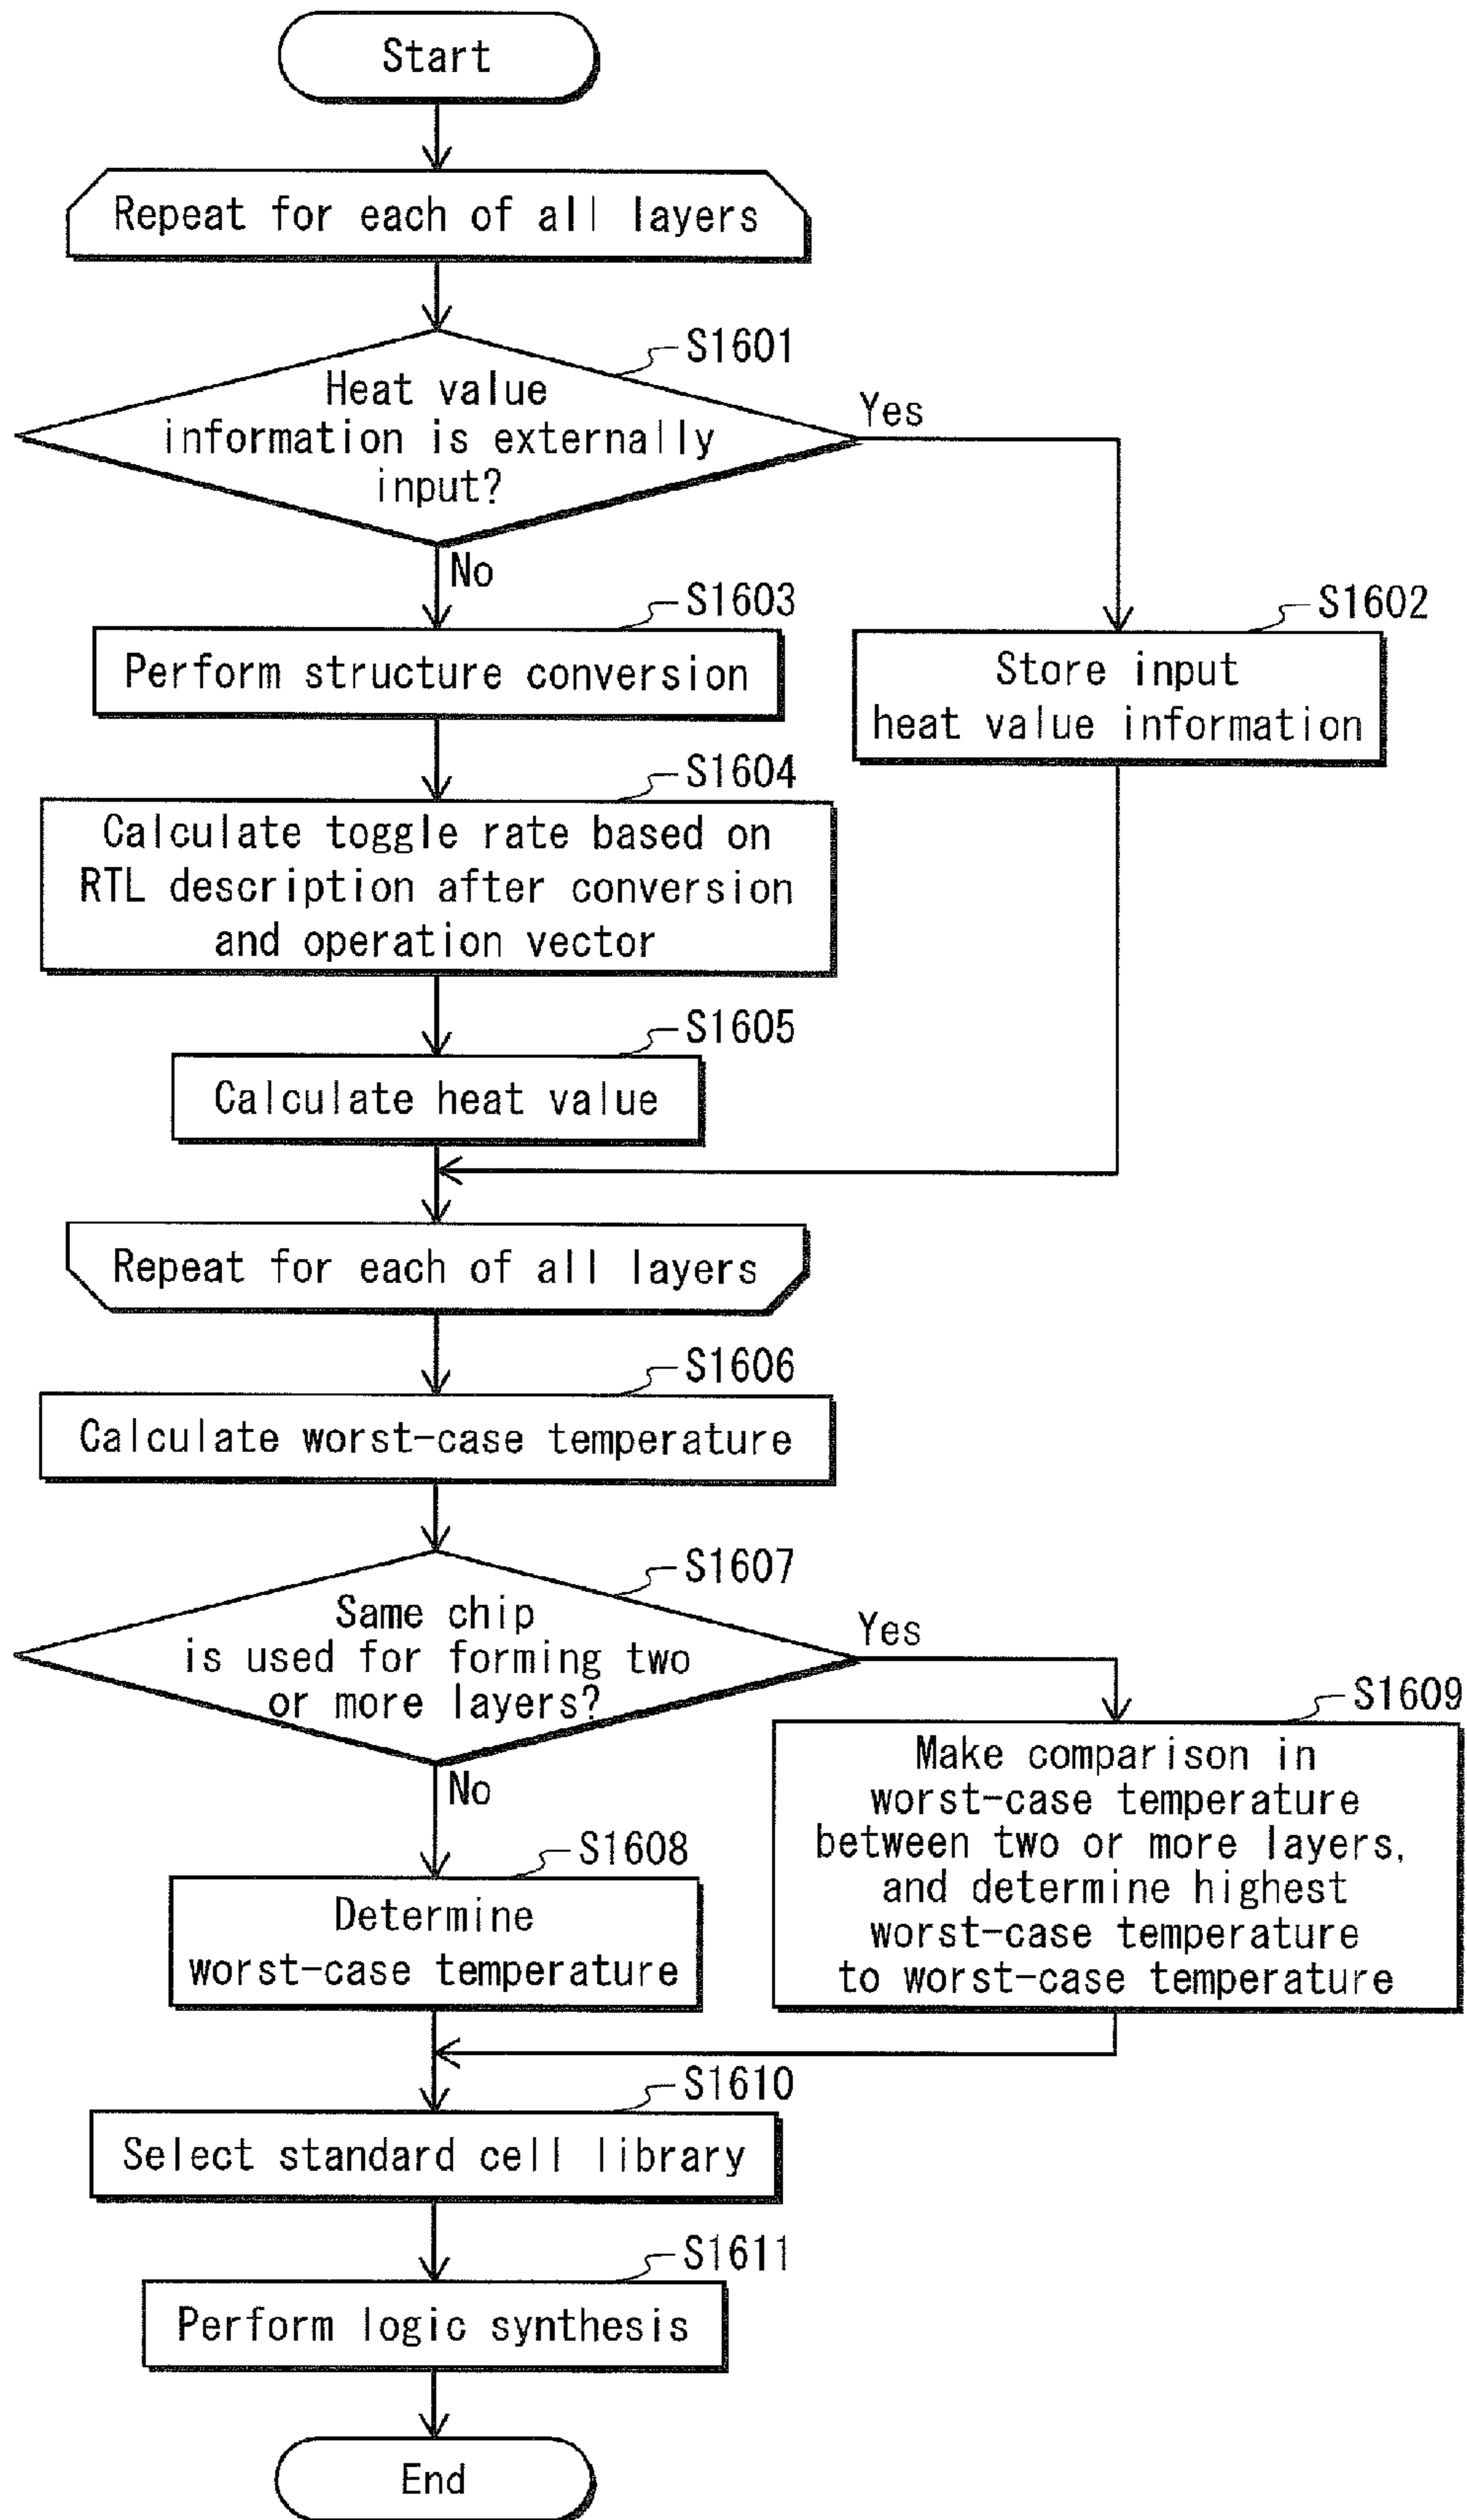 Start
Repeat for each of all layers
S1601
Heat value
information is externally
input?
Yes
No
S1603
Perform structure conversion
S1602
Store input
heat value information
S1604
Calculate toggle rate based on
RTL description after conversion
and operation vector
S1605
Calculate heat value
Repeat for each of all layers
S1606
Calculate worst-case temperature
S1607
Same chip
is used for forming two
or more layers?
Yes
No
S1609
Make comparison in
worst-case temperature
between two or more layers,
and determine highest
worst-case temperature
to worst-case temperature
S1608
Determine
worst-case temperature
S1610
Select standard cell library
S1611
Perform logic synthesis
End